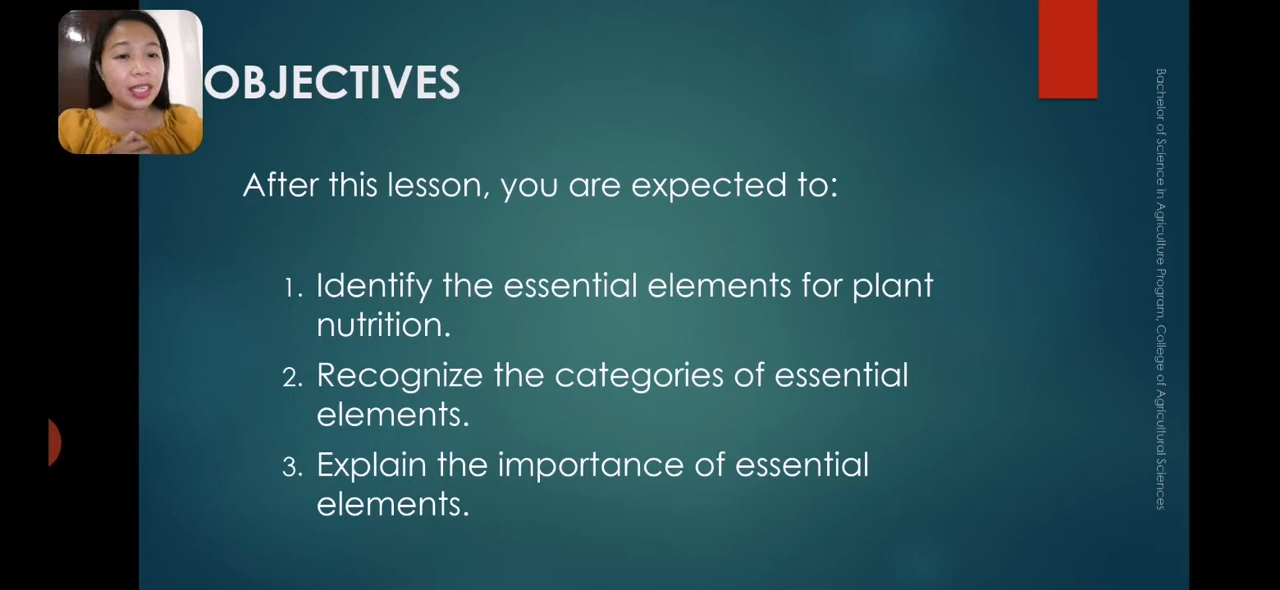 OBJECTIVES
After this lesson, you are expected to:
1. Identify the essential elements for plant
nutrition.
2. Recognize the categories of essential
elements.
3. Explain the importance of essential
elements.
Bachelor of Science in Agriculture Program, College of Agricultural Sciences